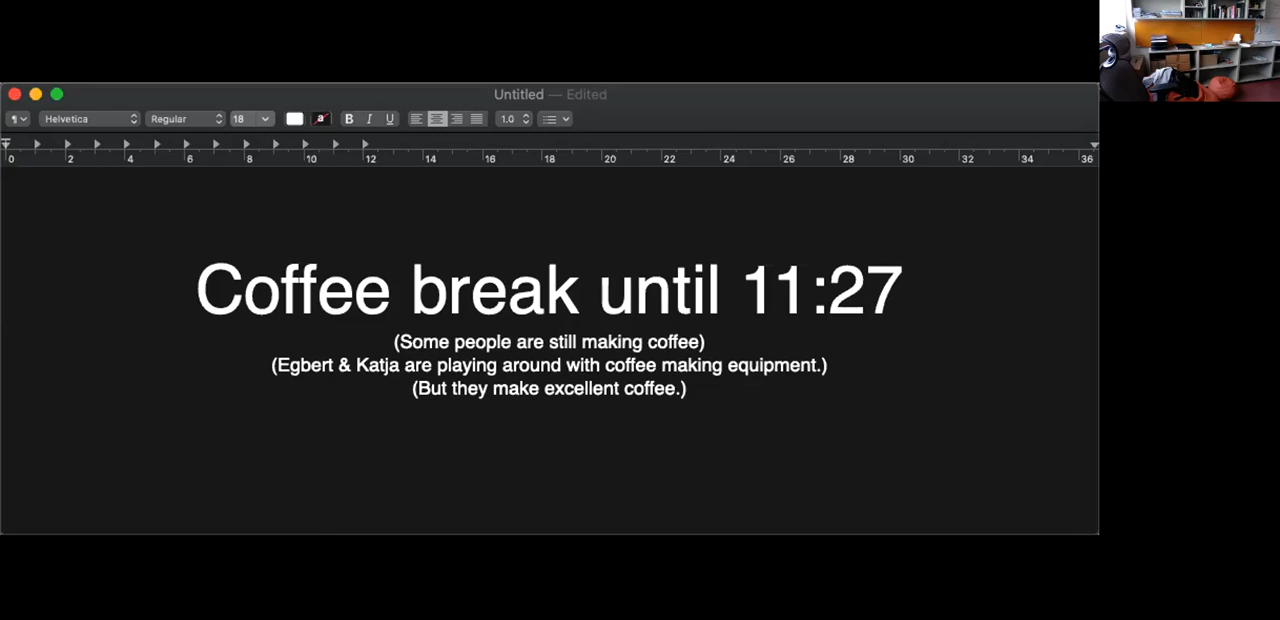 Untitled — Edited
¶ Helvetica Regular 18 a B I U 1.0
0 2 4 6 8 10 12 14 16 18 20 22 24 26 28 30 32 34 36
Coffee break until 11:27
(Some people are still making coffee)
(Egbert & Katja are playing around with coffee making equipment.)
(But they make excellent coffee.)